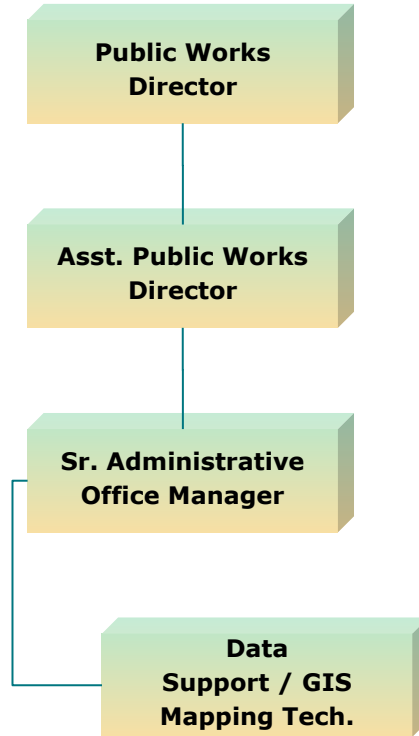 Public Works
Director
Asst. Public Works
Director
Sr. Administrative
Office Manager
Data
Support / GIS
Mapping Tech.